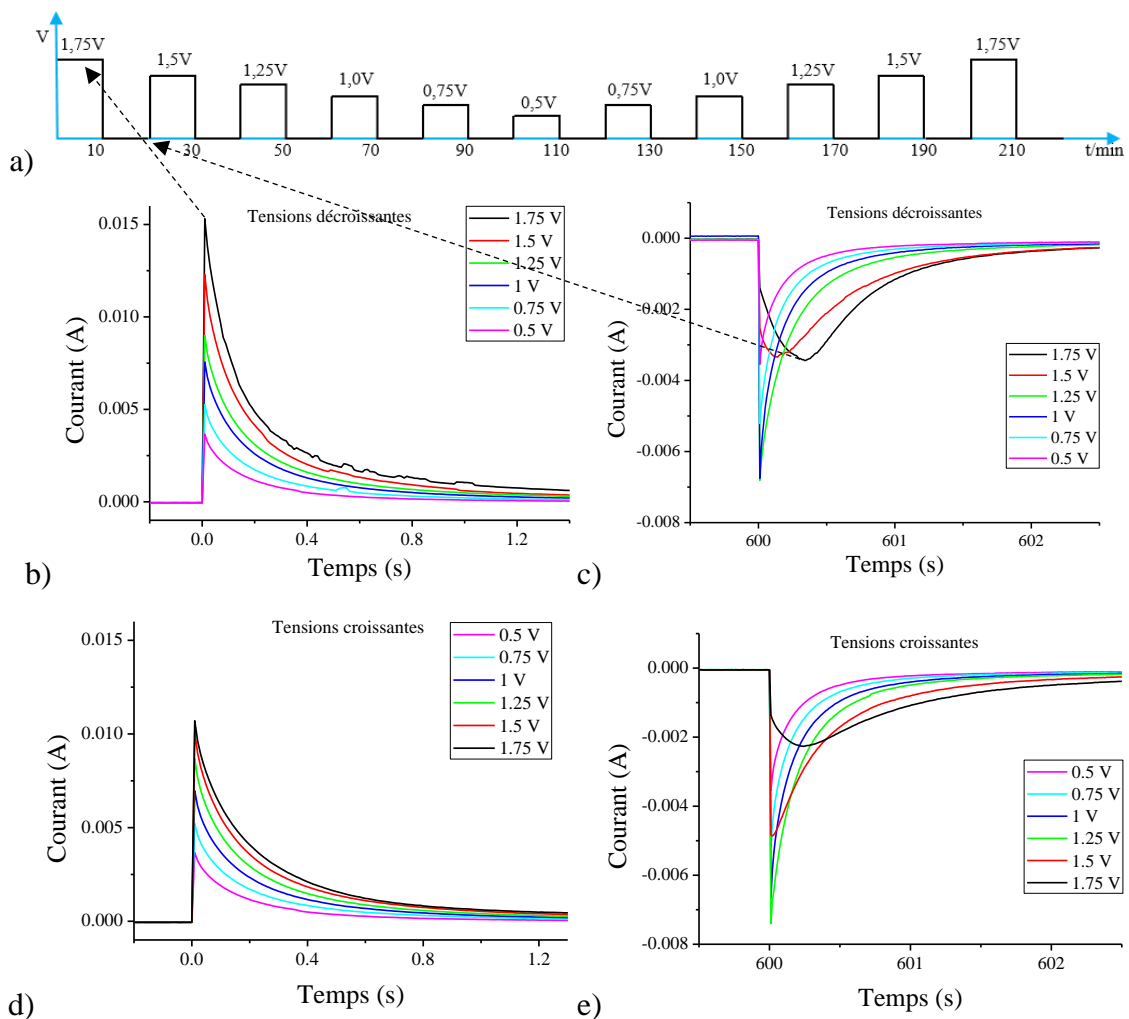 V
1,75V
1,5V
1,25V
1,0V
0,75V
0,5V
0,75V
1,0V
1,25V
1,5V
1,75V
10
30
50
70
90
110
130
150
170
190
210
t/min
a)
Tensions décroissantes
1.75 V
1.5 V
1.25 V
1 V
0.75 V
0.5 V
0.015
0.010
0.005
0.000
Courant (A)
0.0
0.4
0.8
1.2
Temps (s)
b)
Tensions décroissantes
0.000
-0.002
-0.004
-0.006
-0.008
Courant (A)
1.75 V
1.5 V
1.25 V
1 V
0.75 V
0.5 V
600
601
602
Temps (s)
c)
Tensions croissantes
0.5 V
0.75 V
1 V
1.25 V
1.5 V
1.75 V
0.015
0.010
0.005
0.000
Courant (A)
0.0
0.4
0.8
1.2
Temps (s)
d)
Tensions croissantes
0.000
-0.002
-0.004
-0.006
-0.008
Courant (A)
0.5 V
0.75 V
1 V
1.25 V
1.5 V
1.75 V
600
601
602
Temps (s)
e)